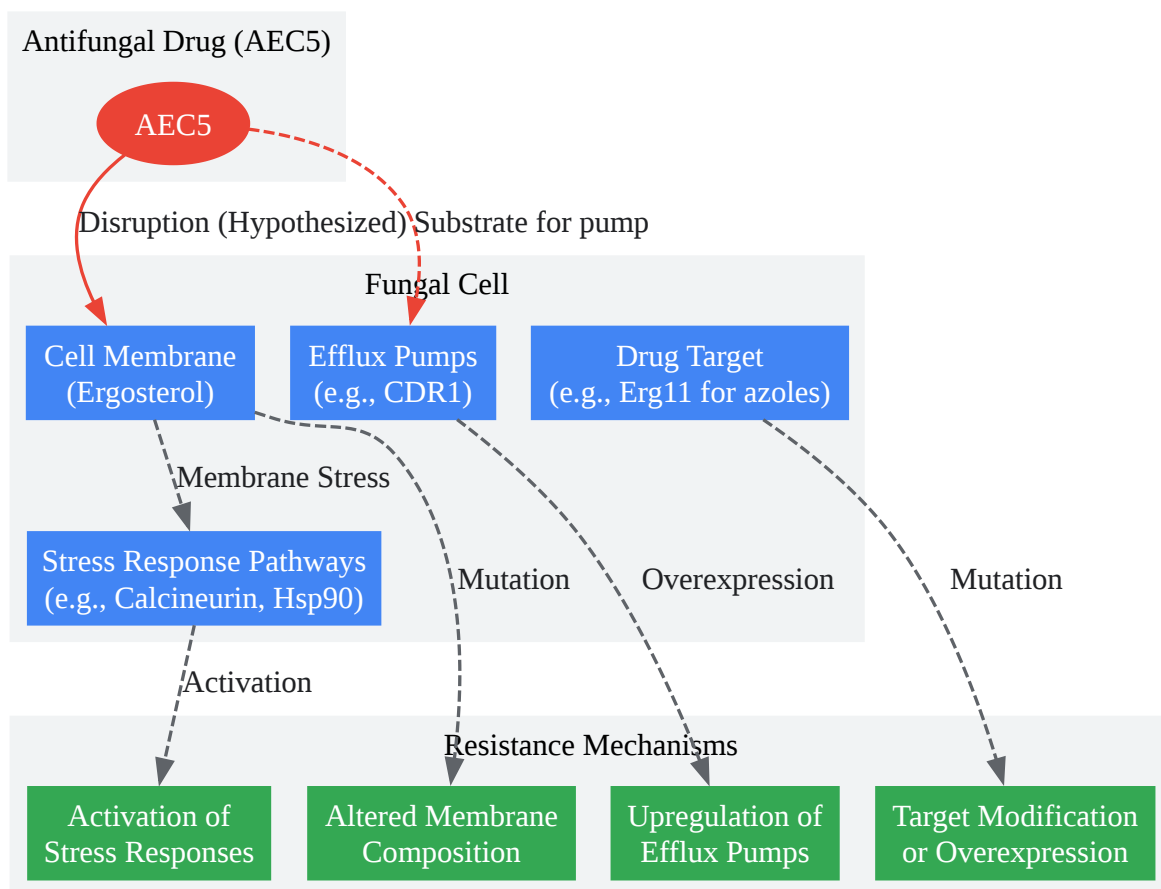 Antifungal Drug (AEC5)
AEC5
Disruption (Hypothesized)
Substrate for pump
Fungal Cell
Cell Membrane
(Ergosterol)
Efflux Pumps
(e.g., CDR1)
Drug Target
(e.g., Erg11 for azoles)
Membrane Stress
Stress Response Pathways
(e.g., Calcineurin, Hsp90)
Mutation
Overexpression
Mutation
Activation
Resistance Mechanisms
Activation of
Stress Responses
Altered Membrane
Composition
Upregulation of
Efflux Pumps
Target Modification
or Overexpression